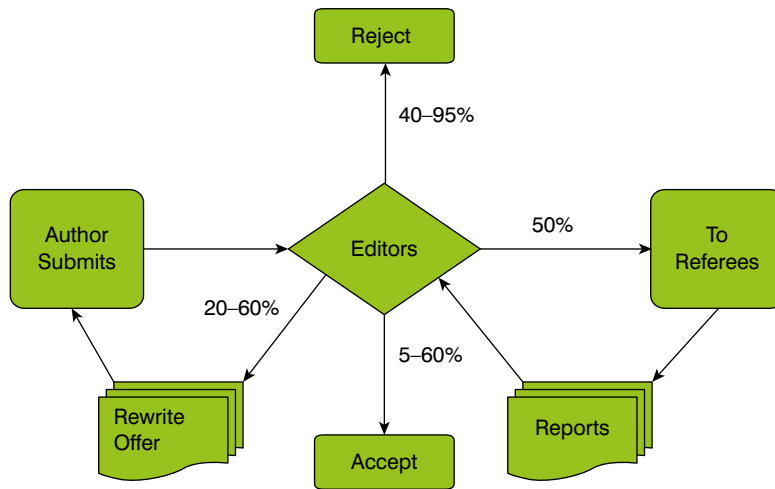 Reject
40–95%
Author
Submits
Editors
50%
To
Referees
20–60%
5–60%
Rewrite
Offer
Accept
Reports